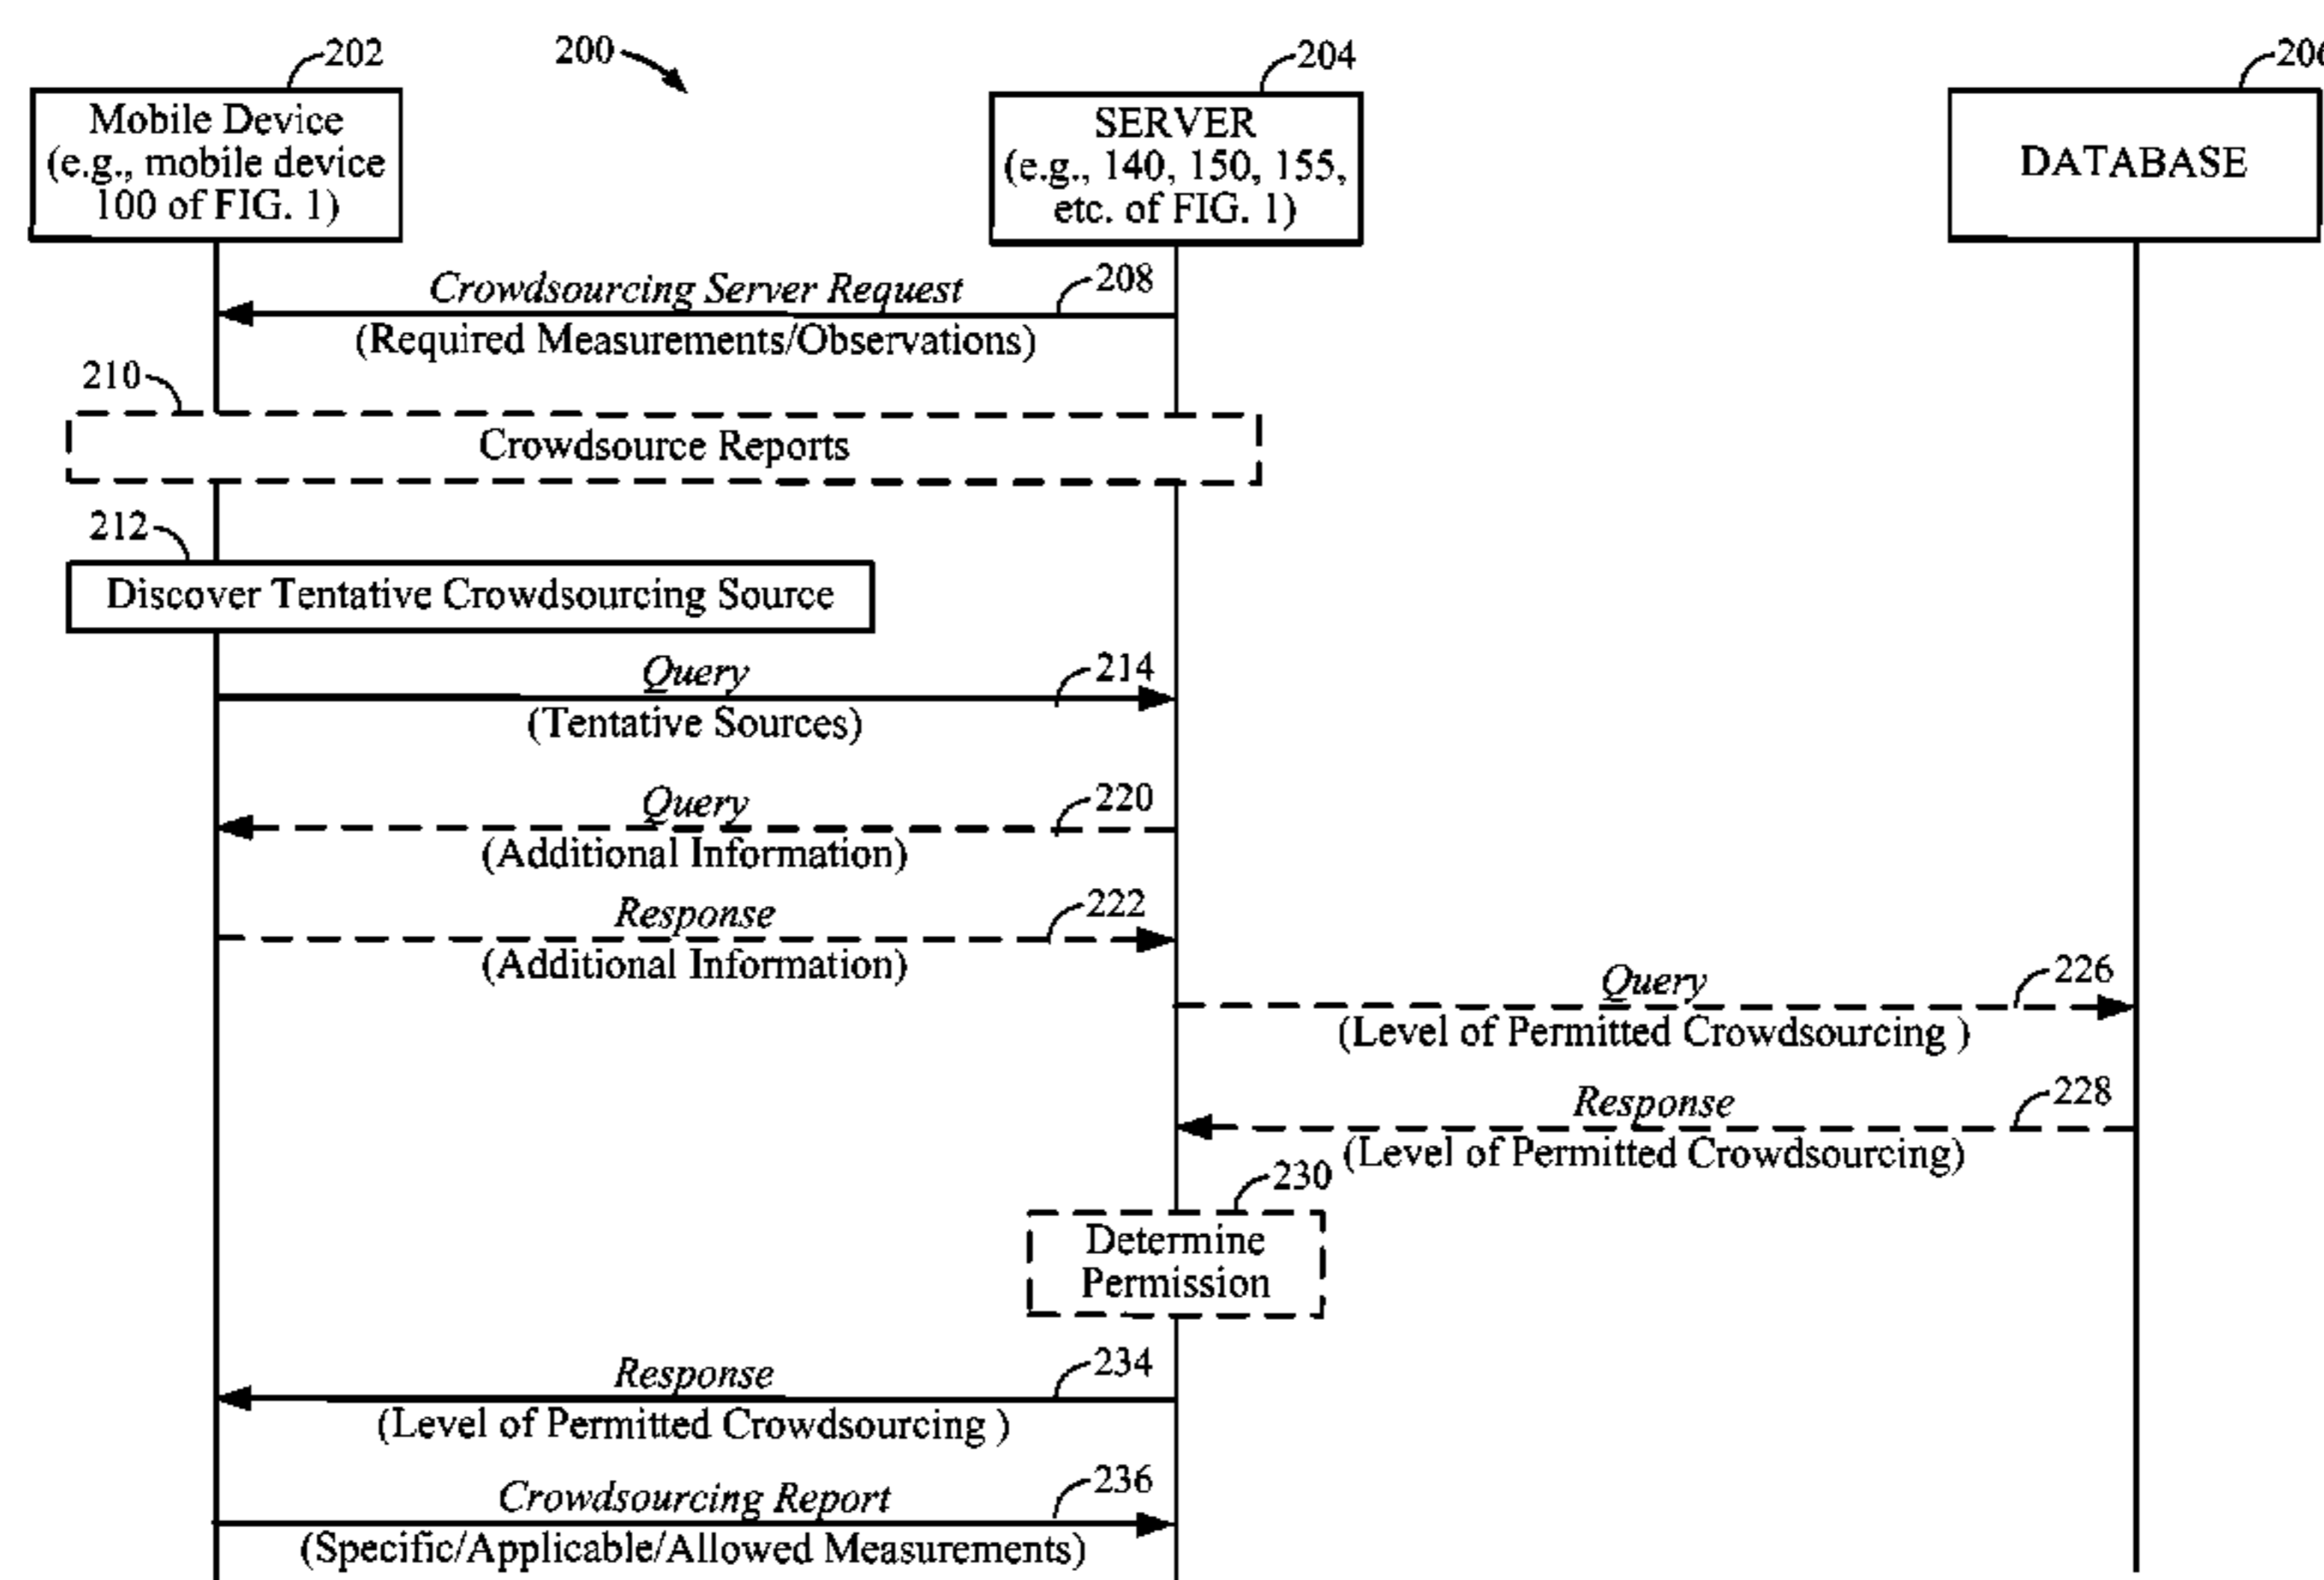 202
200
204
206
Mobile Device
(e.g., mobile device
100 of FIG. 1)
SERVER
(e.g., 140, 150, 155,
etc. of FIG. 1)
DATABASE
Crowdsourcing Server Request
208
(Required Measurements/Observations)
210
Crowdsource Reports
212
Discover Tentative Crowdsourcing Source
Query
214
(Tentative Sources)
Query
220
(Additional Information)
Response
222
(Additional Information)
Query
226
(Level of Permitted Crowdsourcing )
Response
228
(Level of Permitted Crowdsourcing)
230
Determine
Permission
Response
234
(Level of Permitted Crowdsourcing )
Crowdsourcing Report
236
(Specific/Applicable/Allowed Measurements)